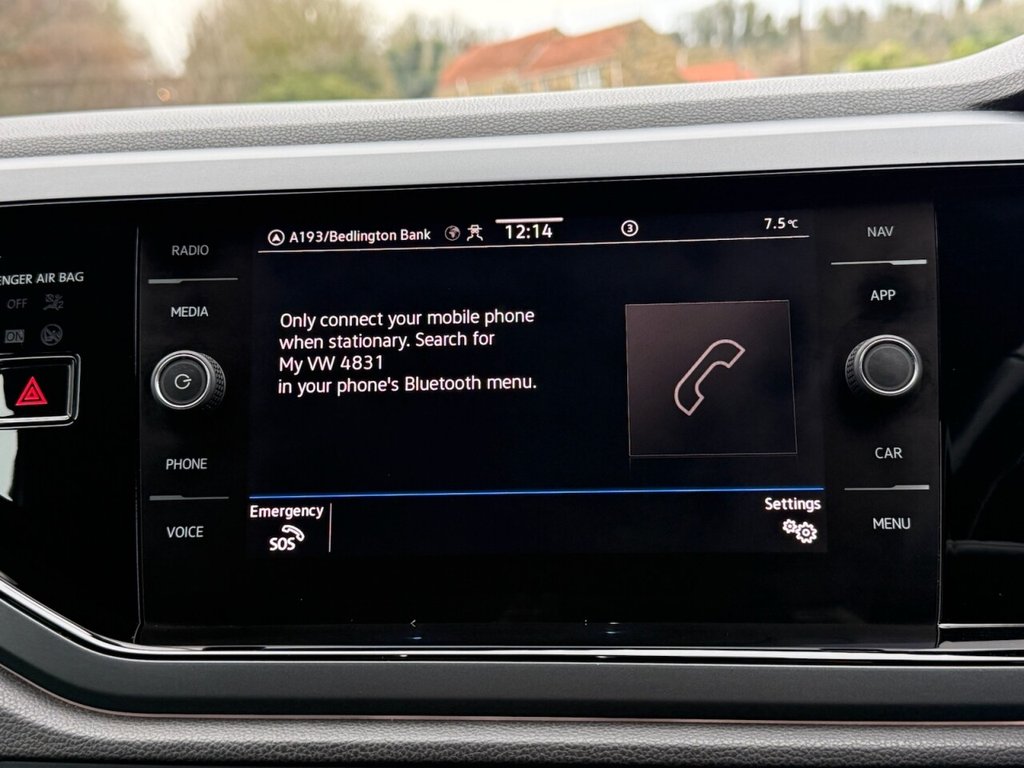 A193/Bedlington Bank 12:14 3 7.5°C
RADIO
NAV
ENGER AIR BAG
OFF
ON
MEDIA
APP
Only connect your mobile phone
when stationary. Search for
My VW 4831
in your phone's Bluetooth menu.
PHONE
CAR
VOICE
MENU
Emergency
SOS
Settings